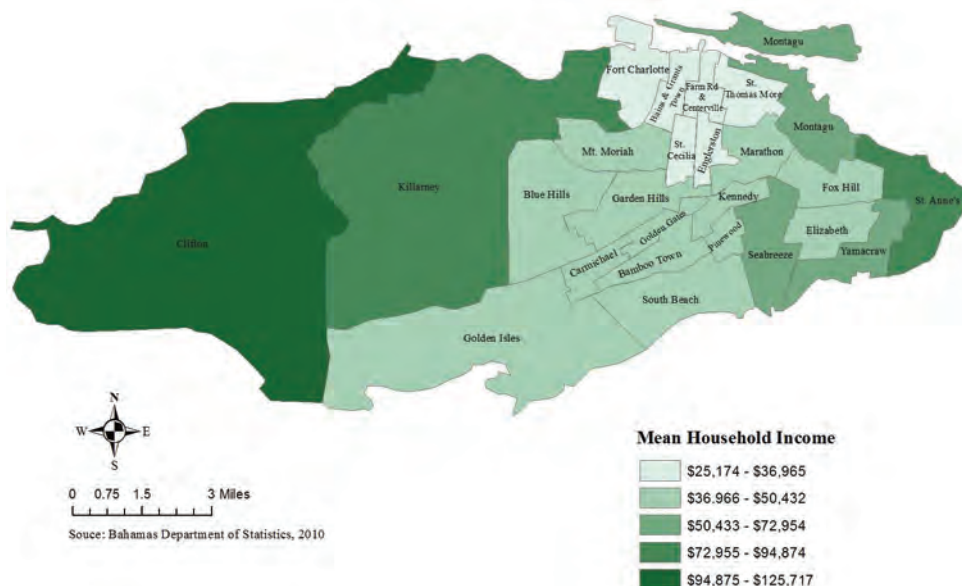 Montagu
Fort Charlotte
Bains & Grants
Town
Farm Rd
&
Centerville
St.
Thomas More
Montagu
St.
Cecilia
Englerston
Marathon
Mt. Moriah
Killarney
Blue Hills
Garden Hills
Kennedy
Fox Hill
St. Anne's
Clifton
Golden Gates
Elizabeth
Carmichael
Bamboo Town
Pinewood
Seabreeze
Yamacraw
South Beach
Golden Isles
N
W
E
S
0 0.75 1.5 3 Miles
Souce: Bahamas Department of Statistics, 2010
Mean Household Income
$25,174 - $36,965
$36.966 - $50,432
$50,433 - $72,954
$72,955 - $94,874
$94,875 - $125,717